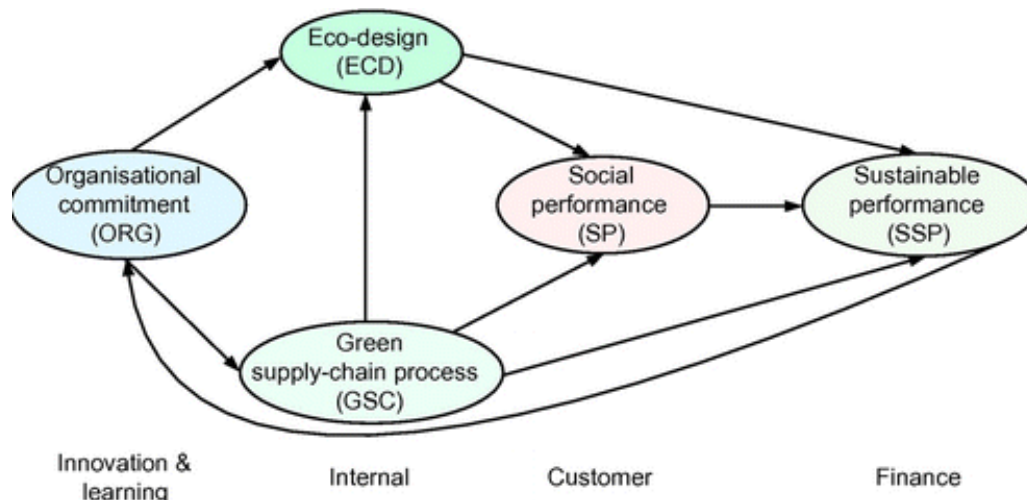 Eco-design
(ECD)
Organisational
commitment
(ORG)
Social
performance
(SP)
Sustainable
performance
(SSP)
Green
supply-chain process
(GSC)
Innovation &
learning
Internal
Customer
Finance